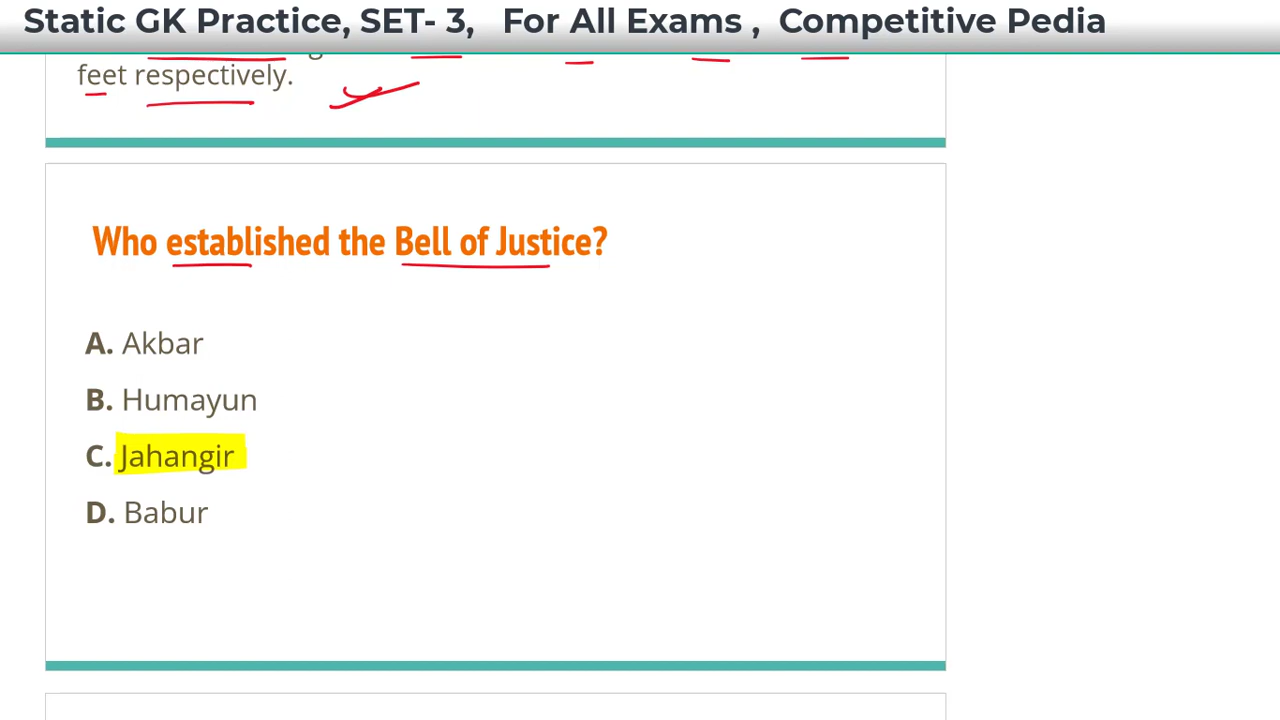 Static GK Practice, SET- 3, For All Exams , Competitive Pedia
feet respectively.
Who established the Bell of Justice?
A. Akbar
B. Humayun
C. Jahangir
D. Babur